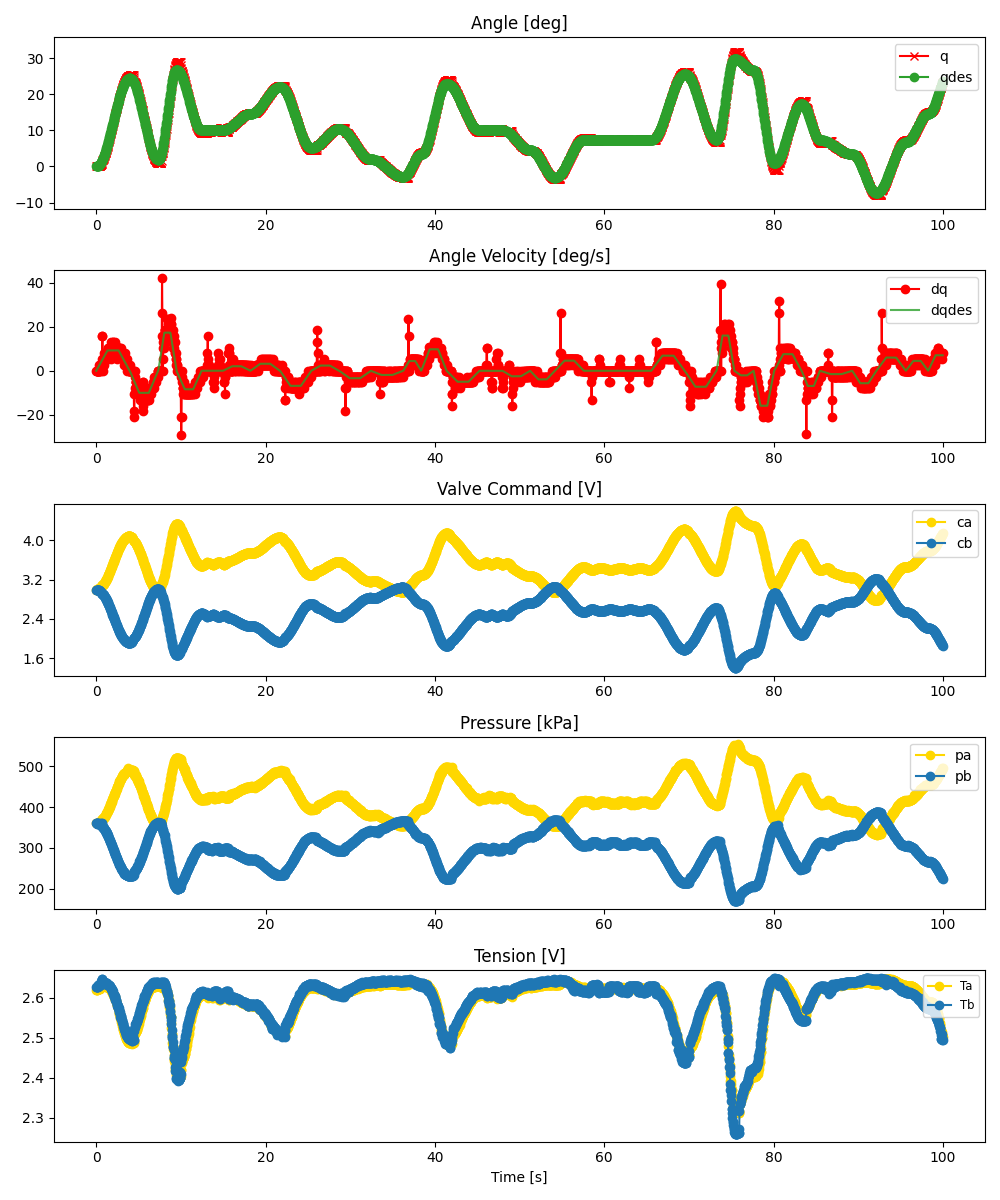 Angle [deg]
30
20
10
0
−10
q
qdes
0 20 40 60 80 100
Angle Velocity [deg/s]
40
20
0
−20
dq
dqdes
0 20 40 60 80 100
Valve Command [V]
4.0
3.2
2.4
1.6
ca
cb
0 20 40 60 80 100
Pressure [kPa]
500
400
300
200
pa
pb
0 20 40 60 80 100
Tension [V]
2.6
2.5
2.4
2.3
Ta
Tb
0 20 40 60 80 100
Time [s]